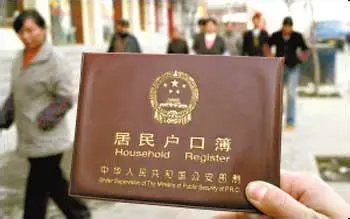 居民户口簿
Household Register
中华人民共和国公安部制
Under Supervision of The Ministry of Public Security of P.R.C.